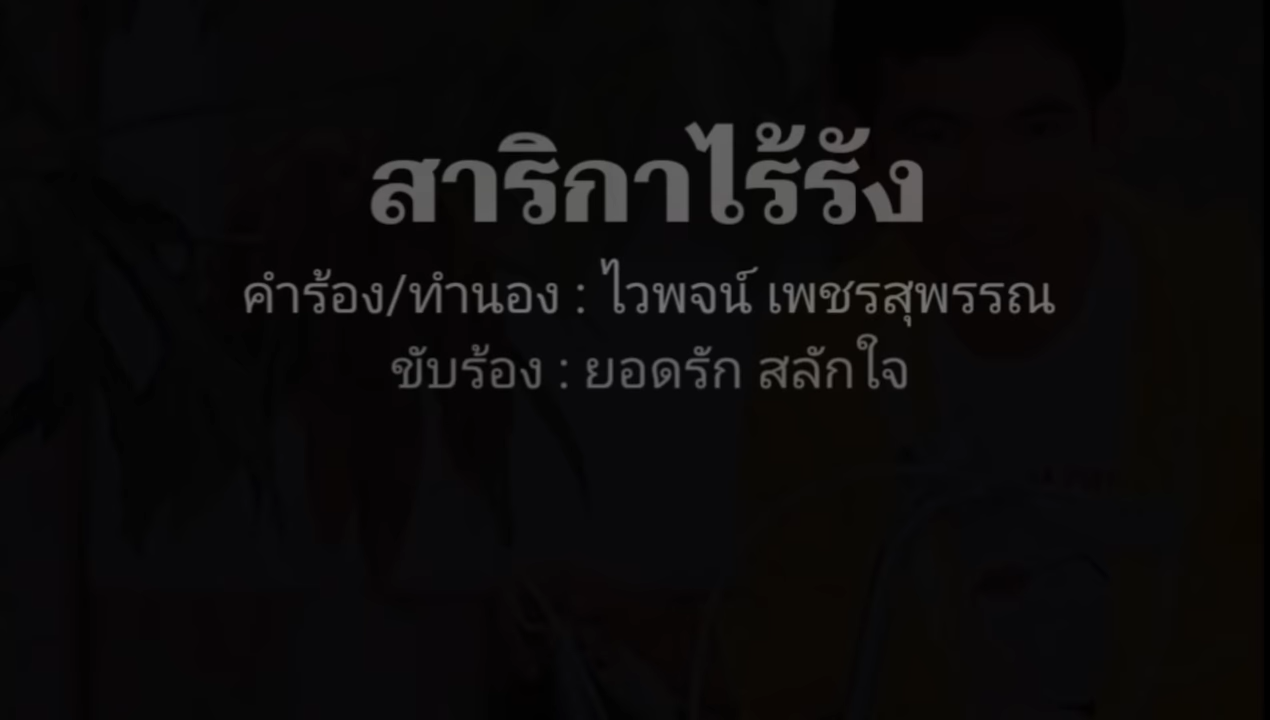 สาริกาไร้รัง
คำร้อง/ทำนอง : ไวพจน์ เพชรสุพรรณ
ขับร้อง : ยอดรัก สลักใจ